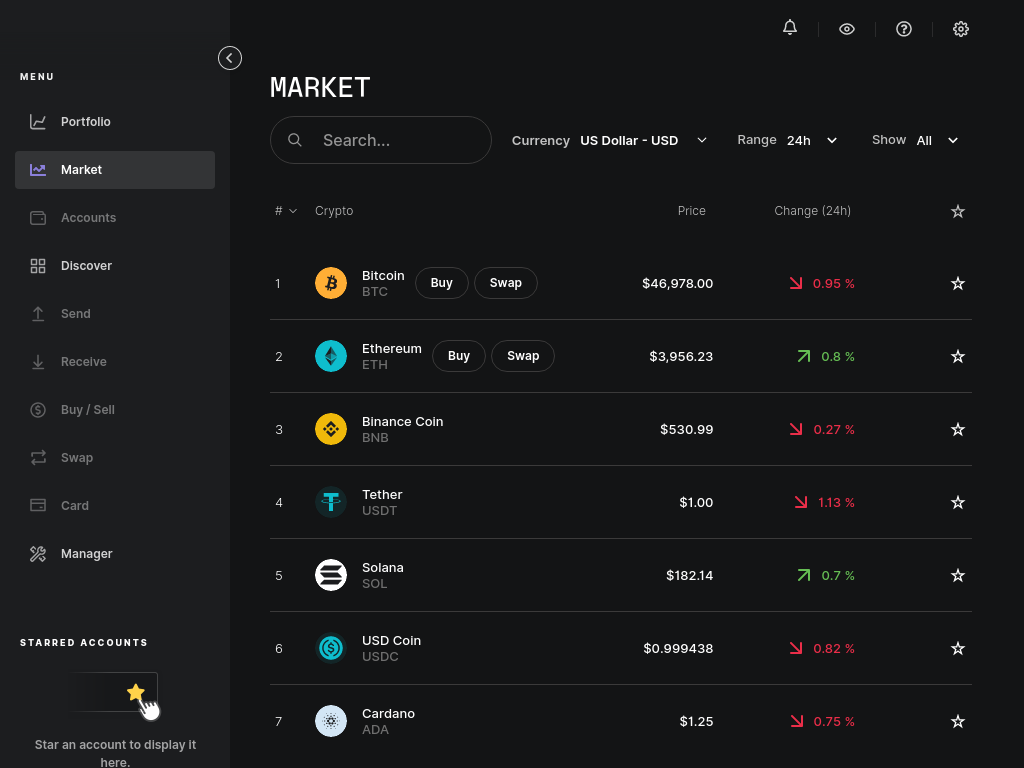 MENU
Portfolio
Market
Accounts
Discover
Send
Receive
Buy / Sell
Swap
Card
Manager
STARRED ACCOUNTS
Star an account to display it
here.
MARKET
Search...
Currency US Dollar - USD
Range 24h
Show All
# Crypto Price Change (24h)
1 Bitcoin BTC Buy Swap $46,978.00 0.95 %
2 Ethereum ETH Buy Swap $3,956.23 0.8 %
3 Binance Coin BNB $530.99 0.27 %
4 Tether USDT $1.00 1.13 %
5 Solana SOL $182.14 0.7 %
6 USD Coin USDC $0.999438 0.82 %
7 Cardano ADA $1.25 0.75 %